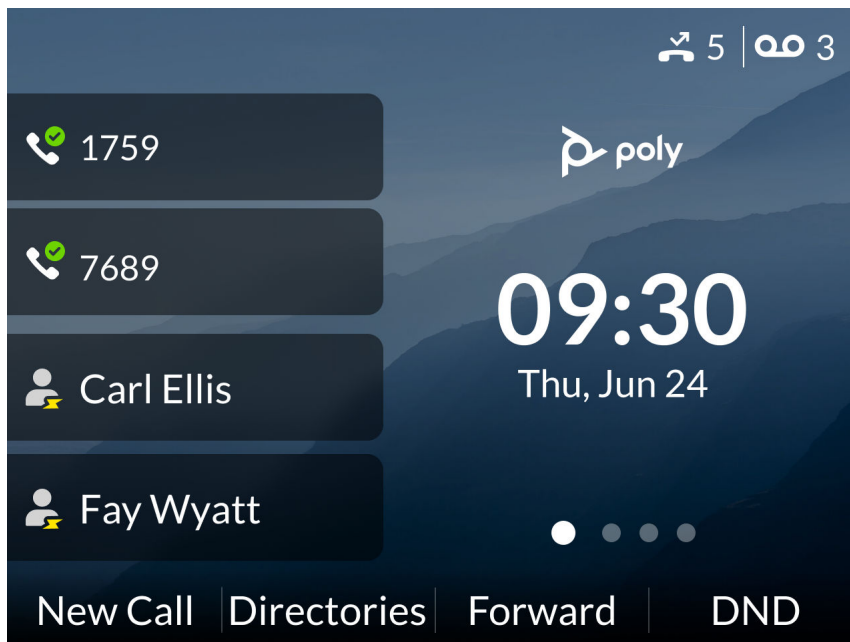 5 3
1759
poly
7689
09:30
Carl Ellis
Thu, Jun 24
Fay Wyatt
New Call Directories Forward DND